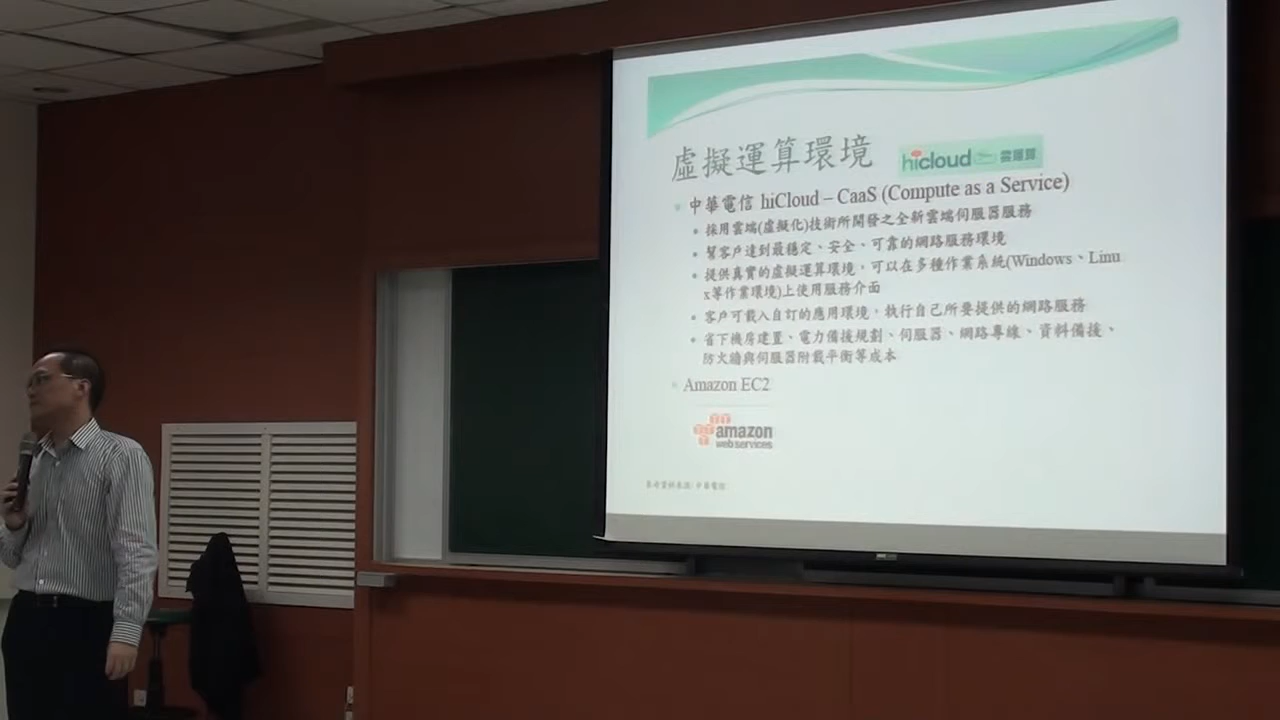 虛擬運算環境
hicloud 雲運算
中華電信 hiCloud – CaaS (Compute as a Service)
採用雲端(虛擬化)技術所開發之全新雲端伺服器服務
幫客戶達到最穩定、安全、可靠的網路服務環境
提供真實的虛擬運算環境，可以在多種作業系統(Windows、Linu
x等作業環境)上使用服務介面
客戶可載入自訂的應用環境，執行自己所要提供的網路服務
省下機房建置、電力備援規劃、伺服器、網路專線、資料備援、
防火牆與伺服器附載平衡等成本
Amazon EC2
amazon
web services
資料來源: 中華電信